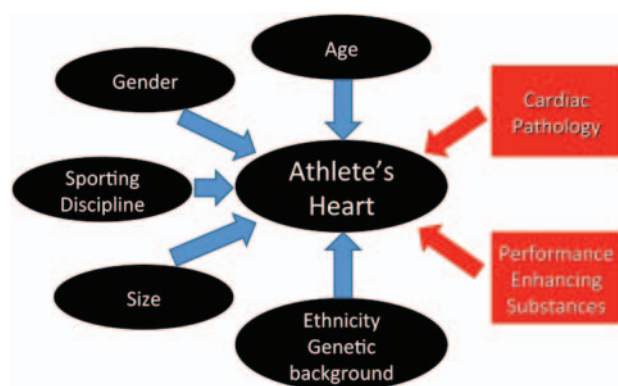 Age
Gender
Cardiac
Pathology
Athlete's
Heart
Sporting
Discipline
Performance
Enhancing
Substances
Size
Ethnicity
Genetic
background